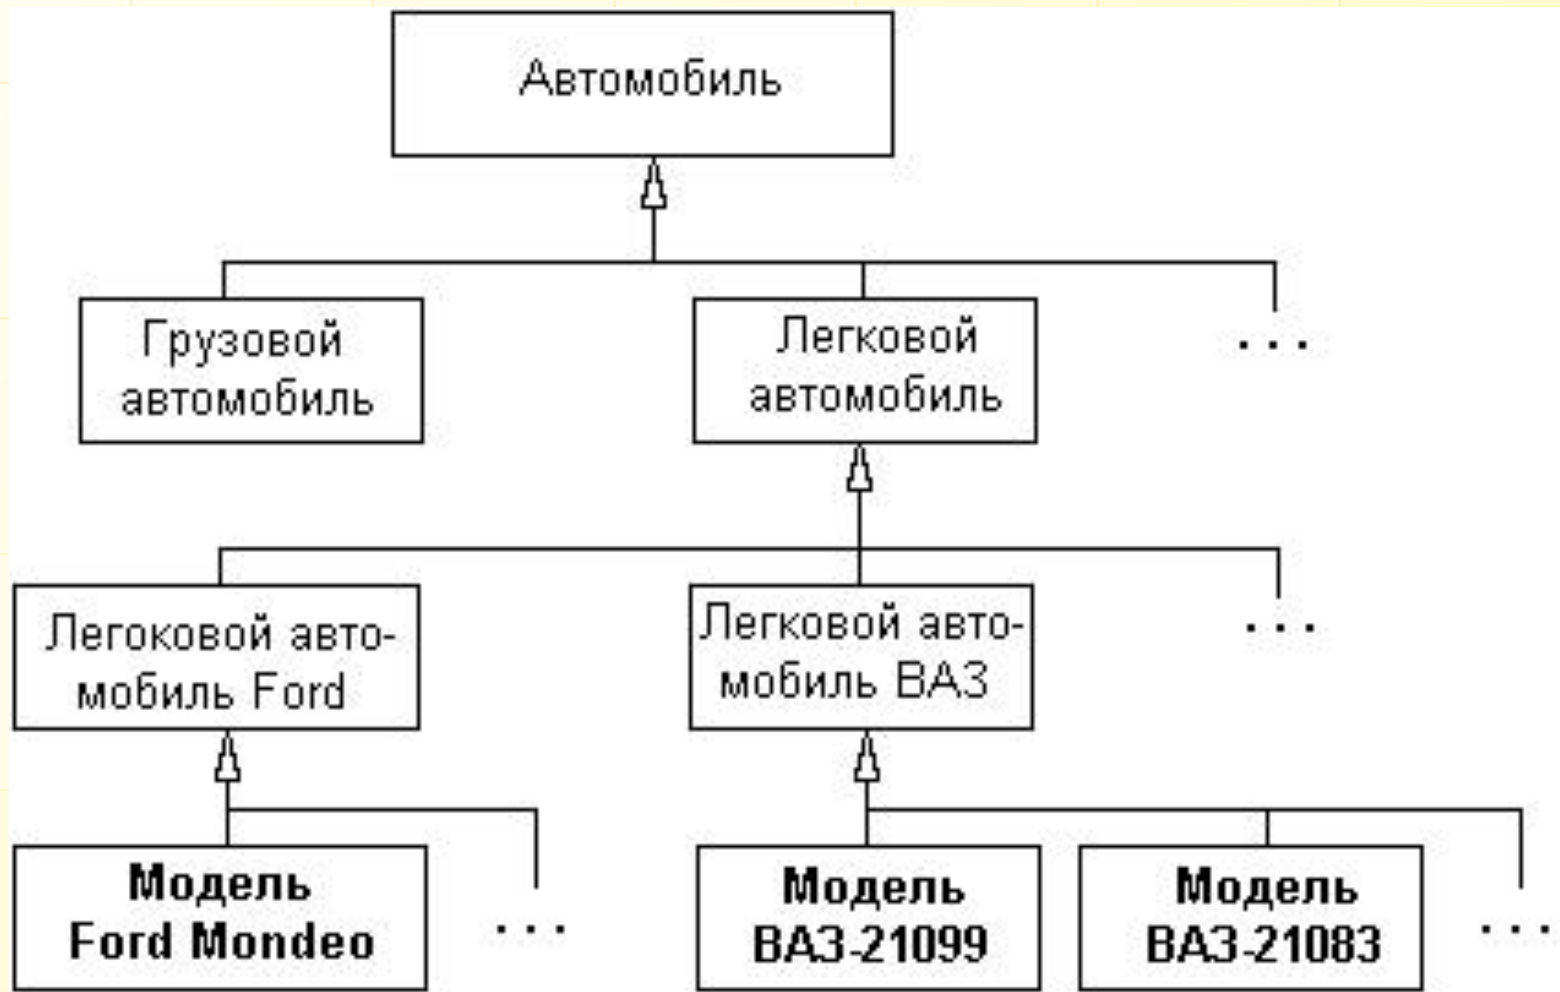 Автомобиль
Грузовой
автомобиль
Легковой
автомобиль
...
Легоковой авто-
мобиль Ford
Легковой авто-
мобиль ВАЗ
...
Модель
Ford Mondeo
...
Модель
ВАЗ-21099
Модель
ВАЗ-21083
...